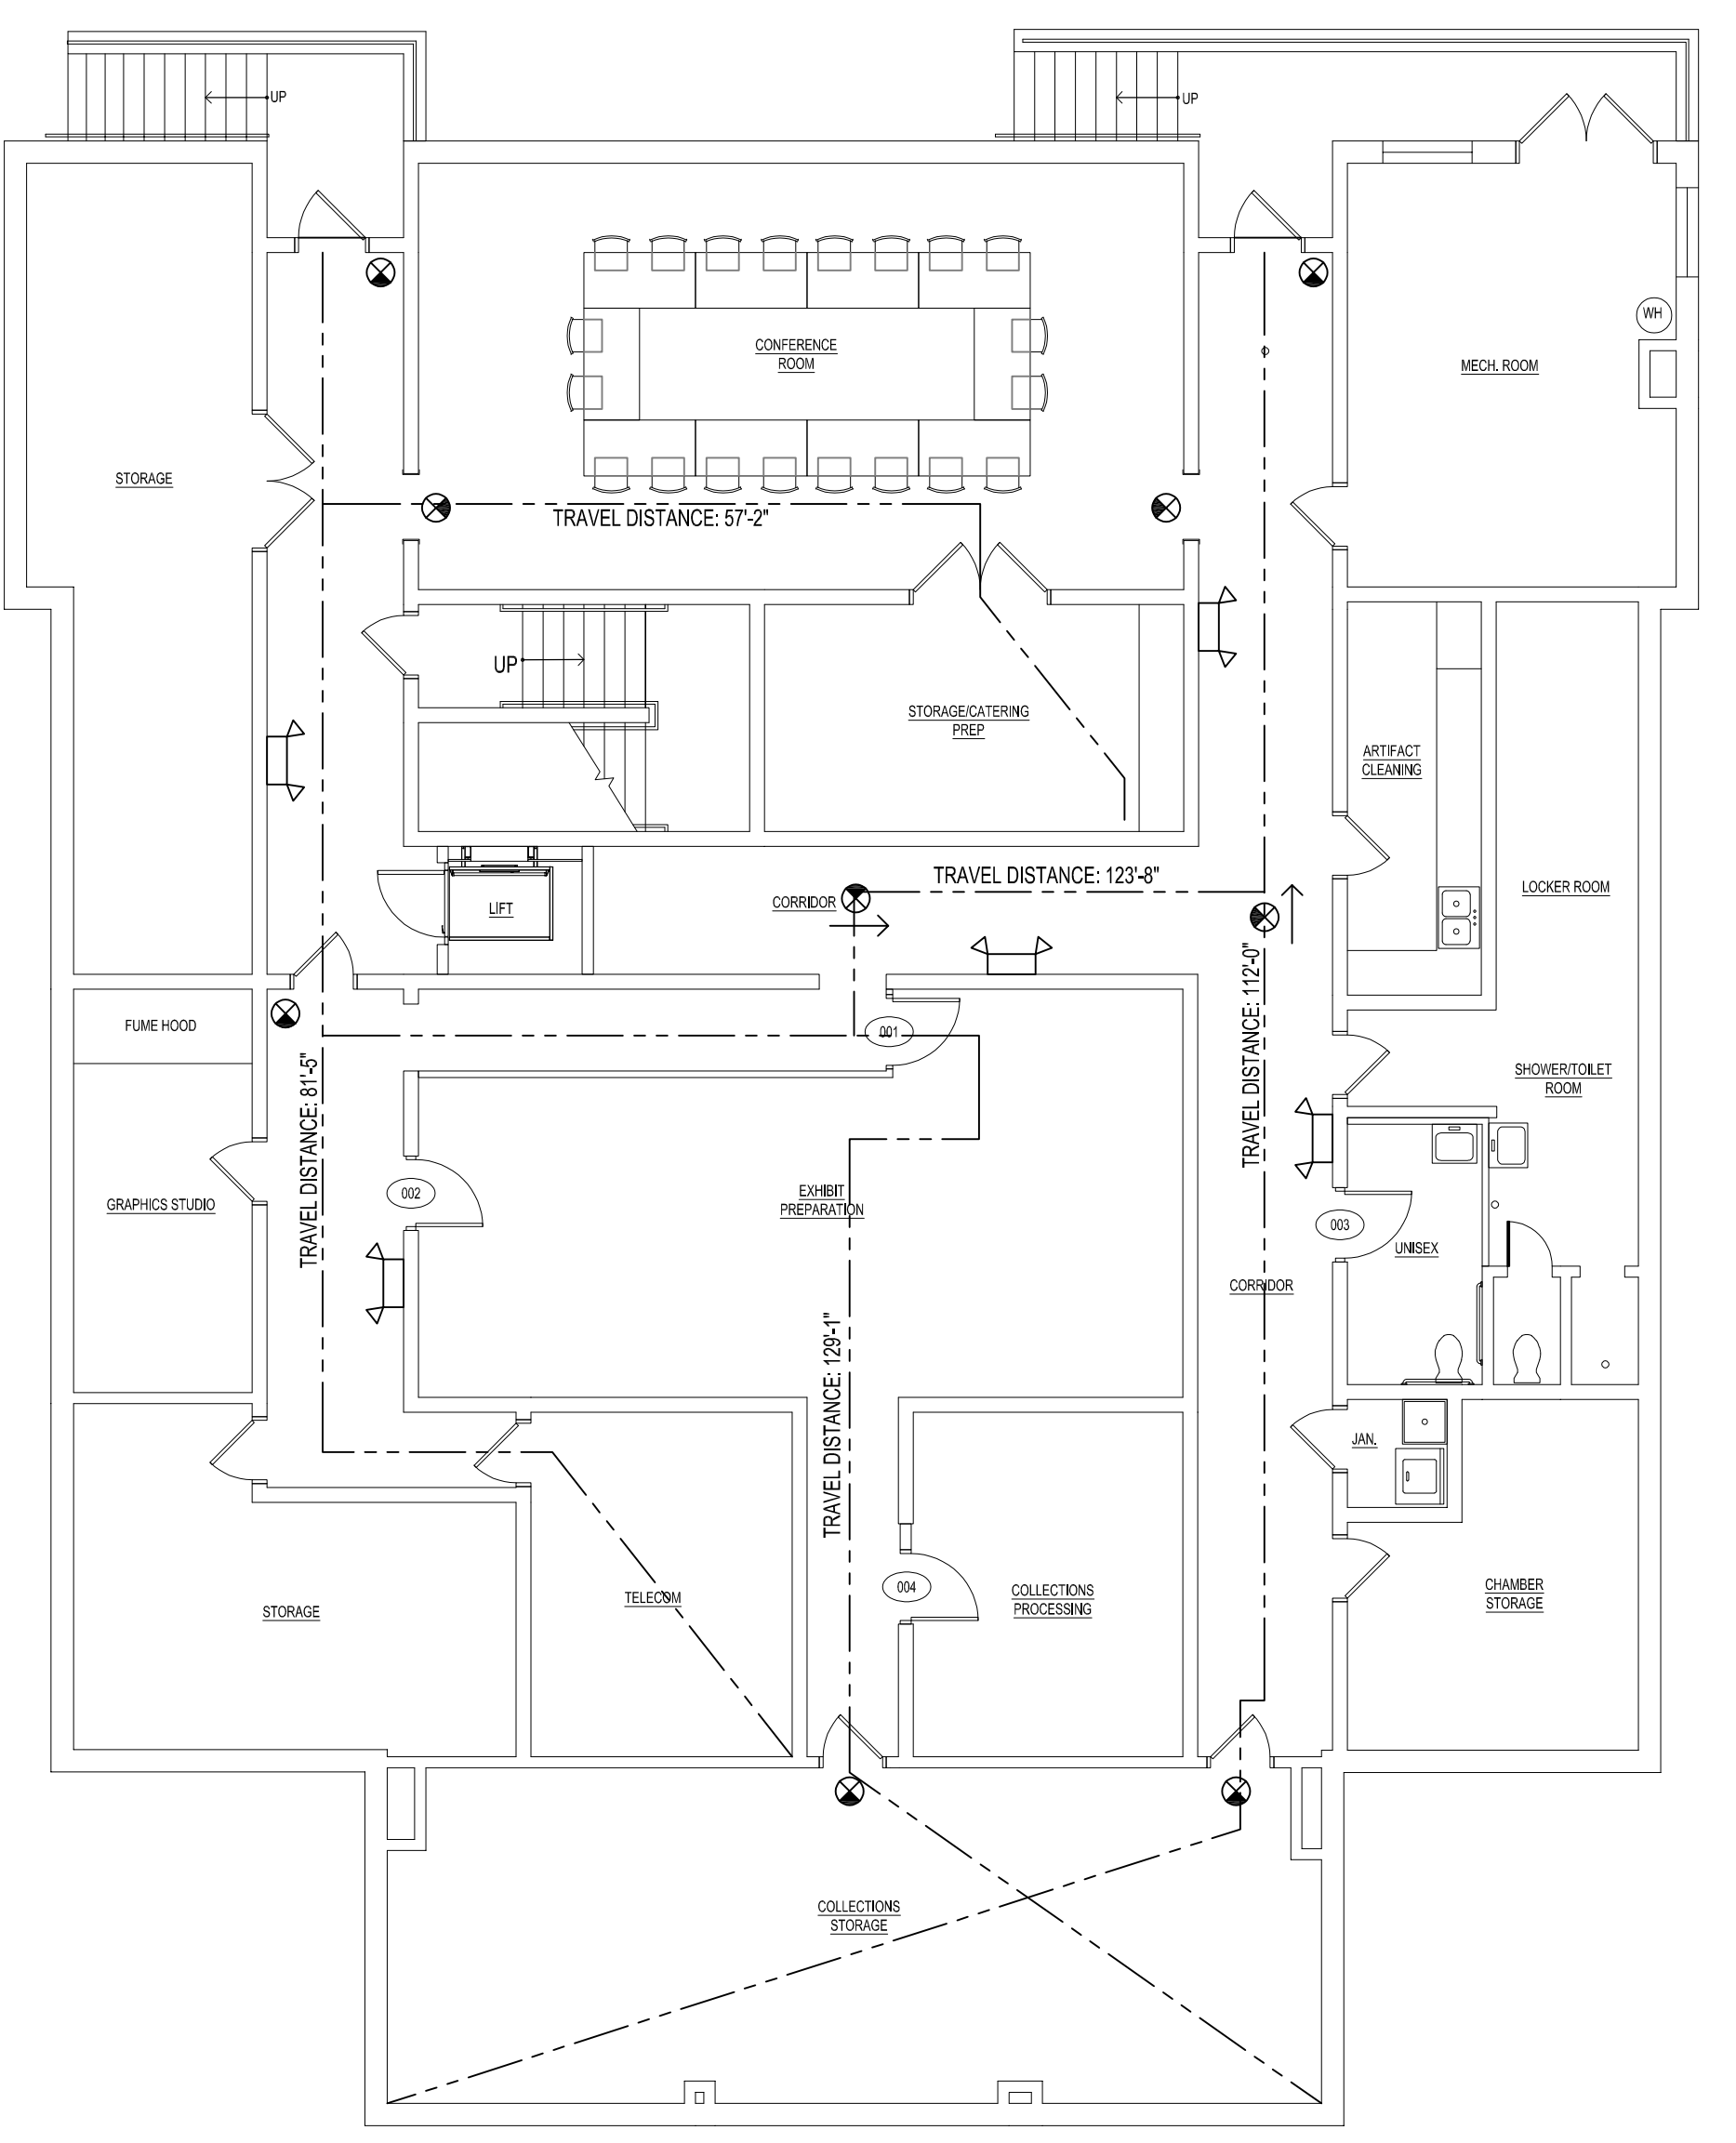 UP
UP
WH
CONFERENCE
ROOM
MECH. ROOM
STORAGE
TRAVEL DISTANCE: 57'-2"
UP
STORAGE/CATERING
PREP
ARTIFACT
CLEANING
TRAVEL DISTANCE: 123'-8"
LOCKER ROOM
CORRIDOR
LIFT
TRAVEL DISTANCE: 112'-0"
FUME HOOD
001
SHOWER/TOILET
ROOM
TRAVEL DISTANCE: 81'-5"
GRAPHICS STUDIO
002
EXHIBIT
PREPARATION
003
UNISEX
CORRIDOR
TRAVEL DISTANCE: 129'-1"
JAN.
004
STORAGE
TELECOM
COLLECTIONS
PROCESSING
CHAMBER
STORAGE
COLLECTIONS
STORAGE